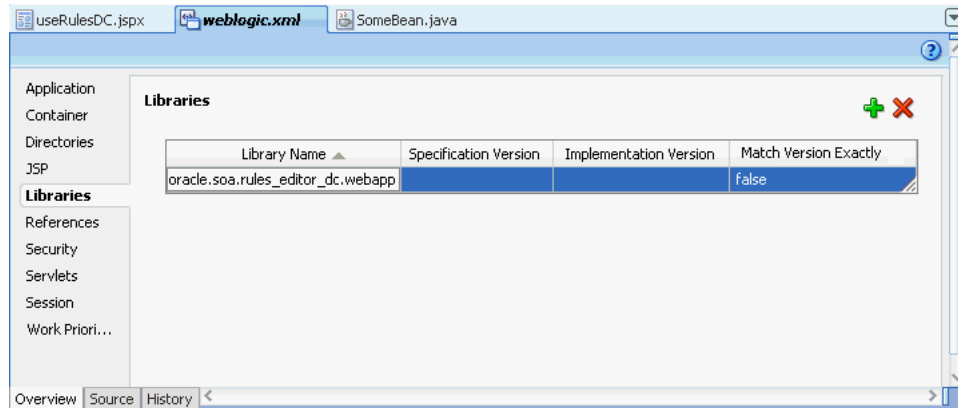 useRulesDC.jspx weblogic.xml SomeBean.java
Application
Container
Directories
JSP
Libraries
References
Security
Servlets
Session
Work Priori...
Libraries
Library Name Specification Version Implementation Version Match Version Exactly
oracle.soa.rules_editor_dc.webapp false
Overview Source History